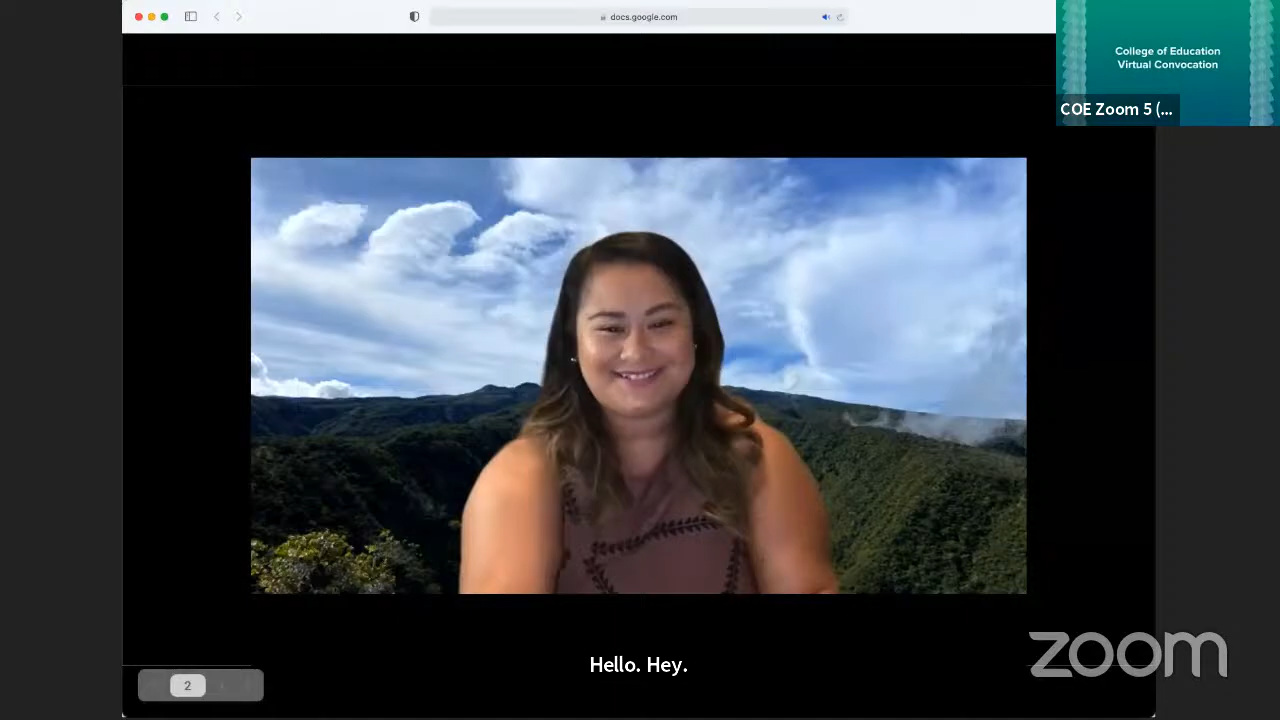 docs.google.com
College of Education
Virtual Convocation
COE Zoom 5 (...
Hello. Hey.
zoom
2